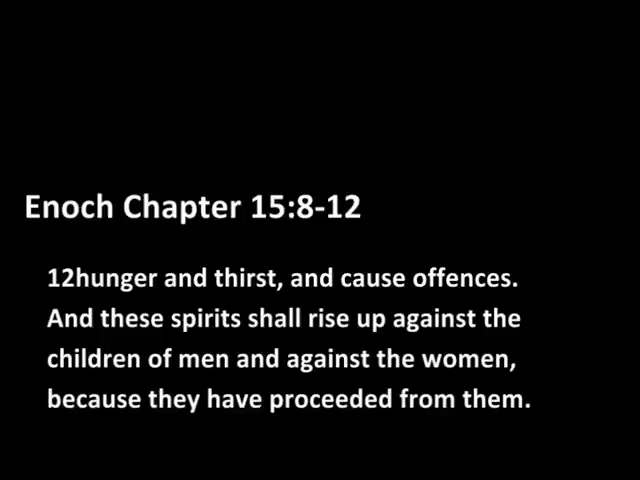 Enoch Chapter 15:8-12
12hunger and thirst, and cause offences.
And these spirits shall rise up against the
children of men and against the women,
because they have proceeded from them.